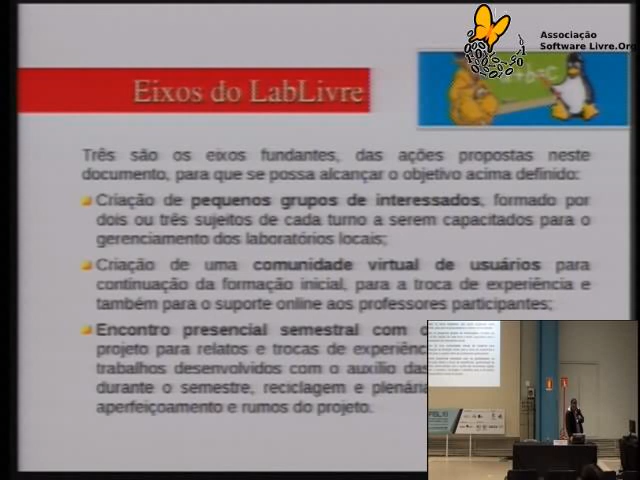 Associação
Software Livre.Org
Eixos do LabLivre
Três são os eixos fundantes, das ações propostas neste
documento, para que se possa alcançar o objetivo acima definido:
Criação de pequenos grupos de interessados, formado por
dois ou três sujeitos de cada turno a serem capacitados para o
gerenciamento dos laboratórios locais;
Criação de uma comunidade virtual de usuários para
continuação da formação inicial, para a troca de experiência e
também para o suporte online aos professores participantes;
Encontro presencial semestral com
projeto para relatos e trocas de
trabalhos desenvolvidos com o auxílio
durante o semestre, reciclagem e
aperfeiçoamento e rumos do projeto.